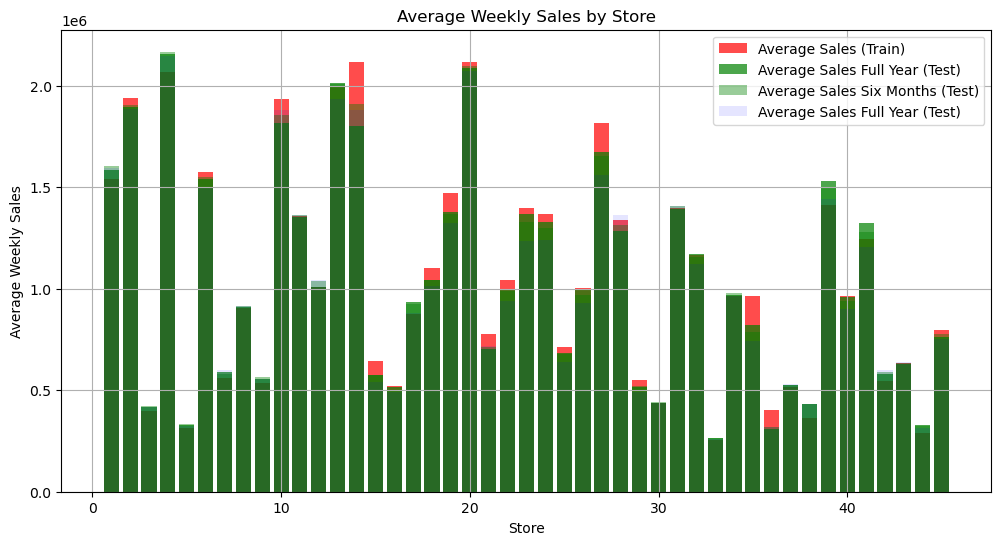 Average Weekly Sales by Store
1e6
Average Sales (Train)
Average Sales Full Year (Test)
Average Sales Six Months (Test)
Average Sales Full Year (Test)
2.0
1.5
1.0
0.5
0.0
Average Weekly Sales
0 10 20 30 40
Store